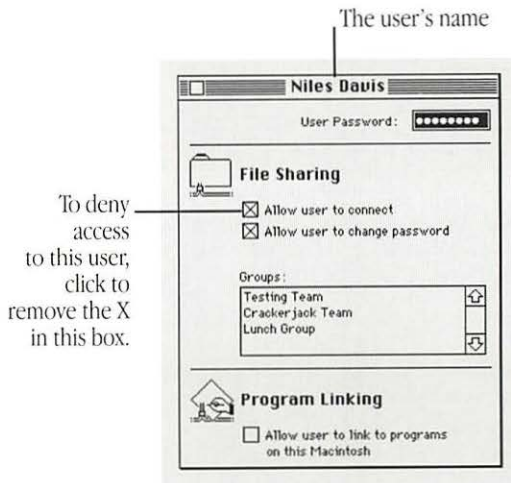 The user's name
Niles Davis
User Password: ••••••••
File Sharing
To deny
access
to this user,
click to
remove the X
in this box.
Allow user to connect
Allow user to change password
Groups:
Testing Team
Crackerjack Team
Lunch Group
Program Linking
Allow user to link to programs
on this Macintosh